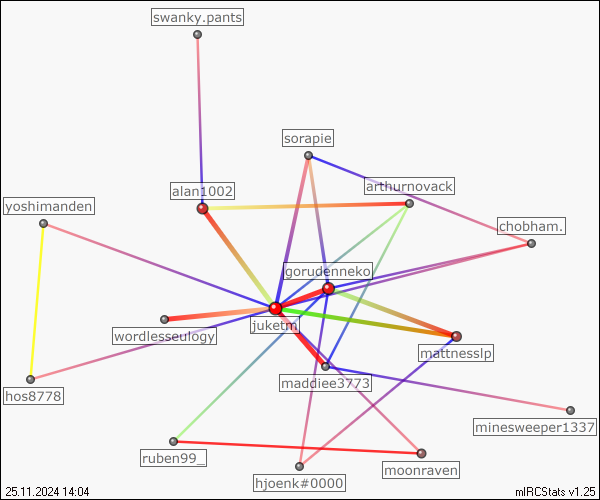 swanky.pants
sorapie
alan1002
arthurnovack
yoshimanden
chobham.
gorudenneko
juketm
wordlesseulogy
mattnesslp
maddiee3773
hos8778
minesweeper1337
ruben99_
moonraven
hjoenk#0000
25.11.2024 14:04
mIRCStats v1.25